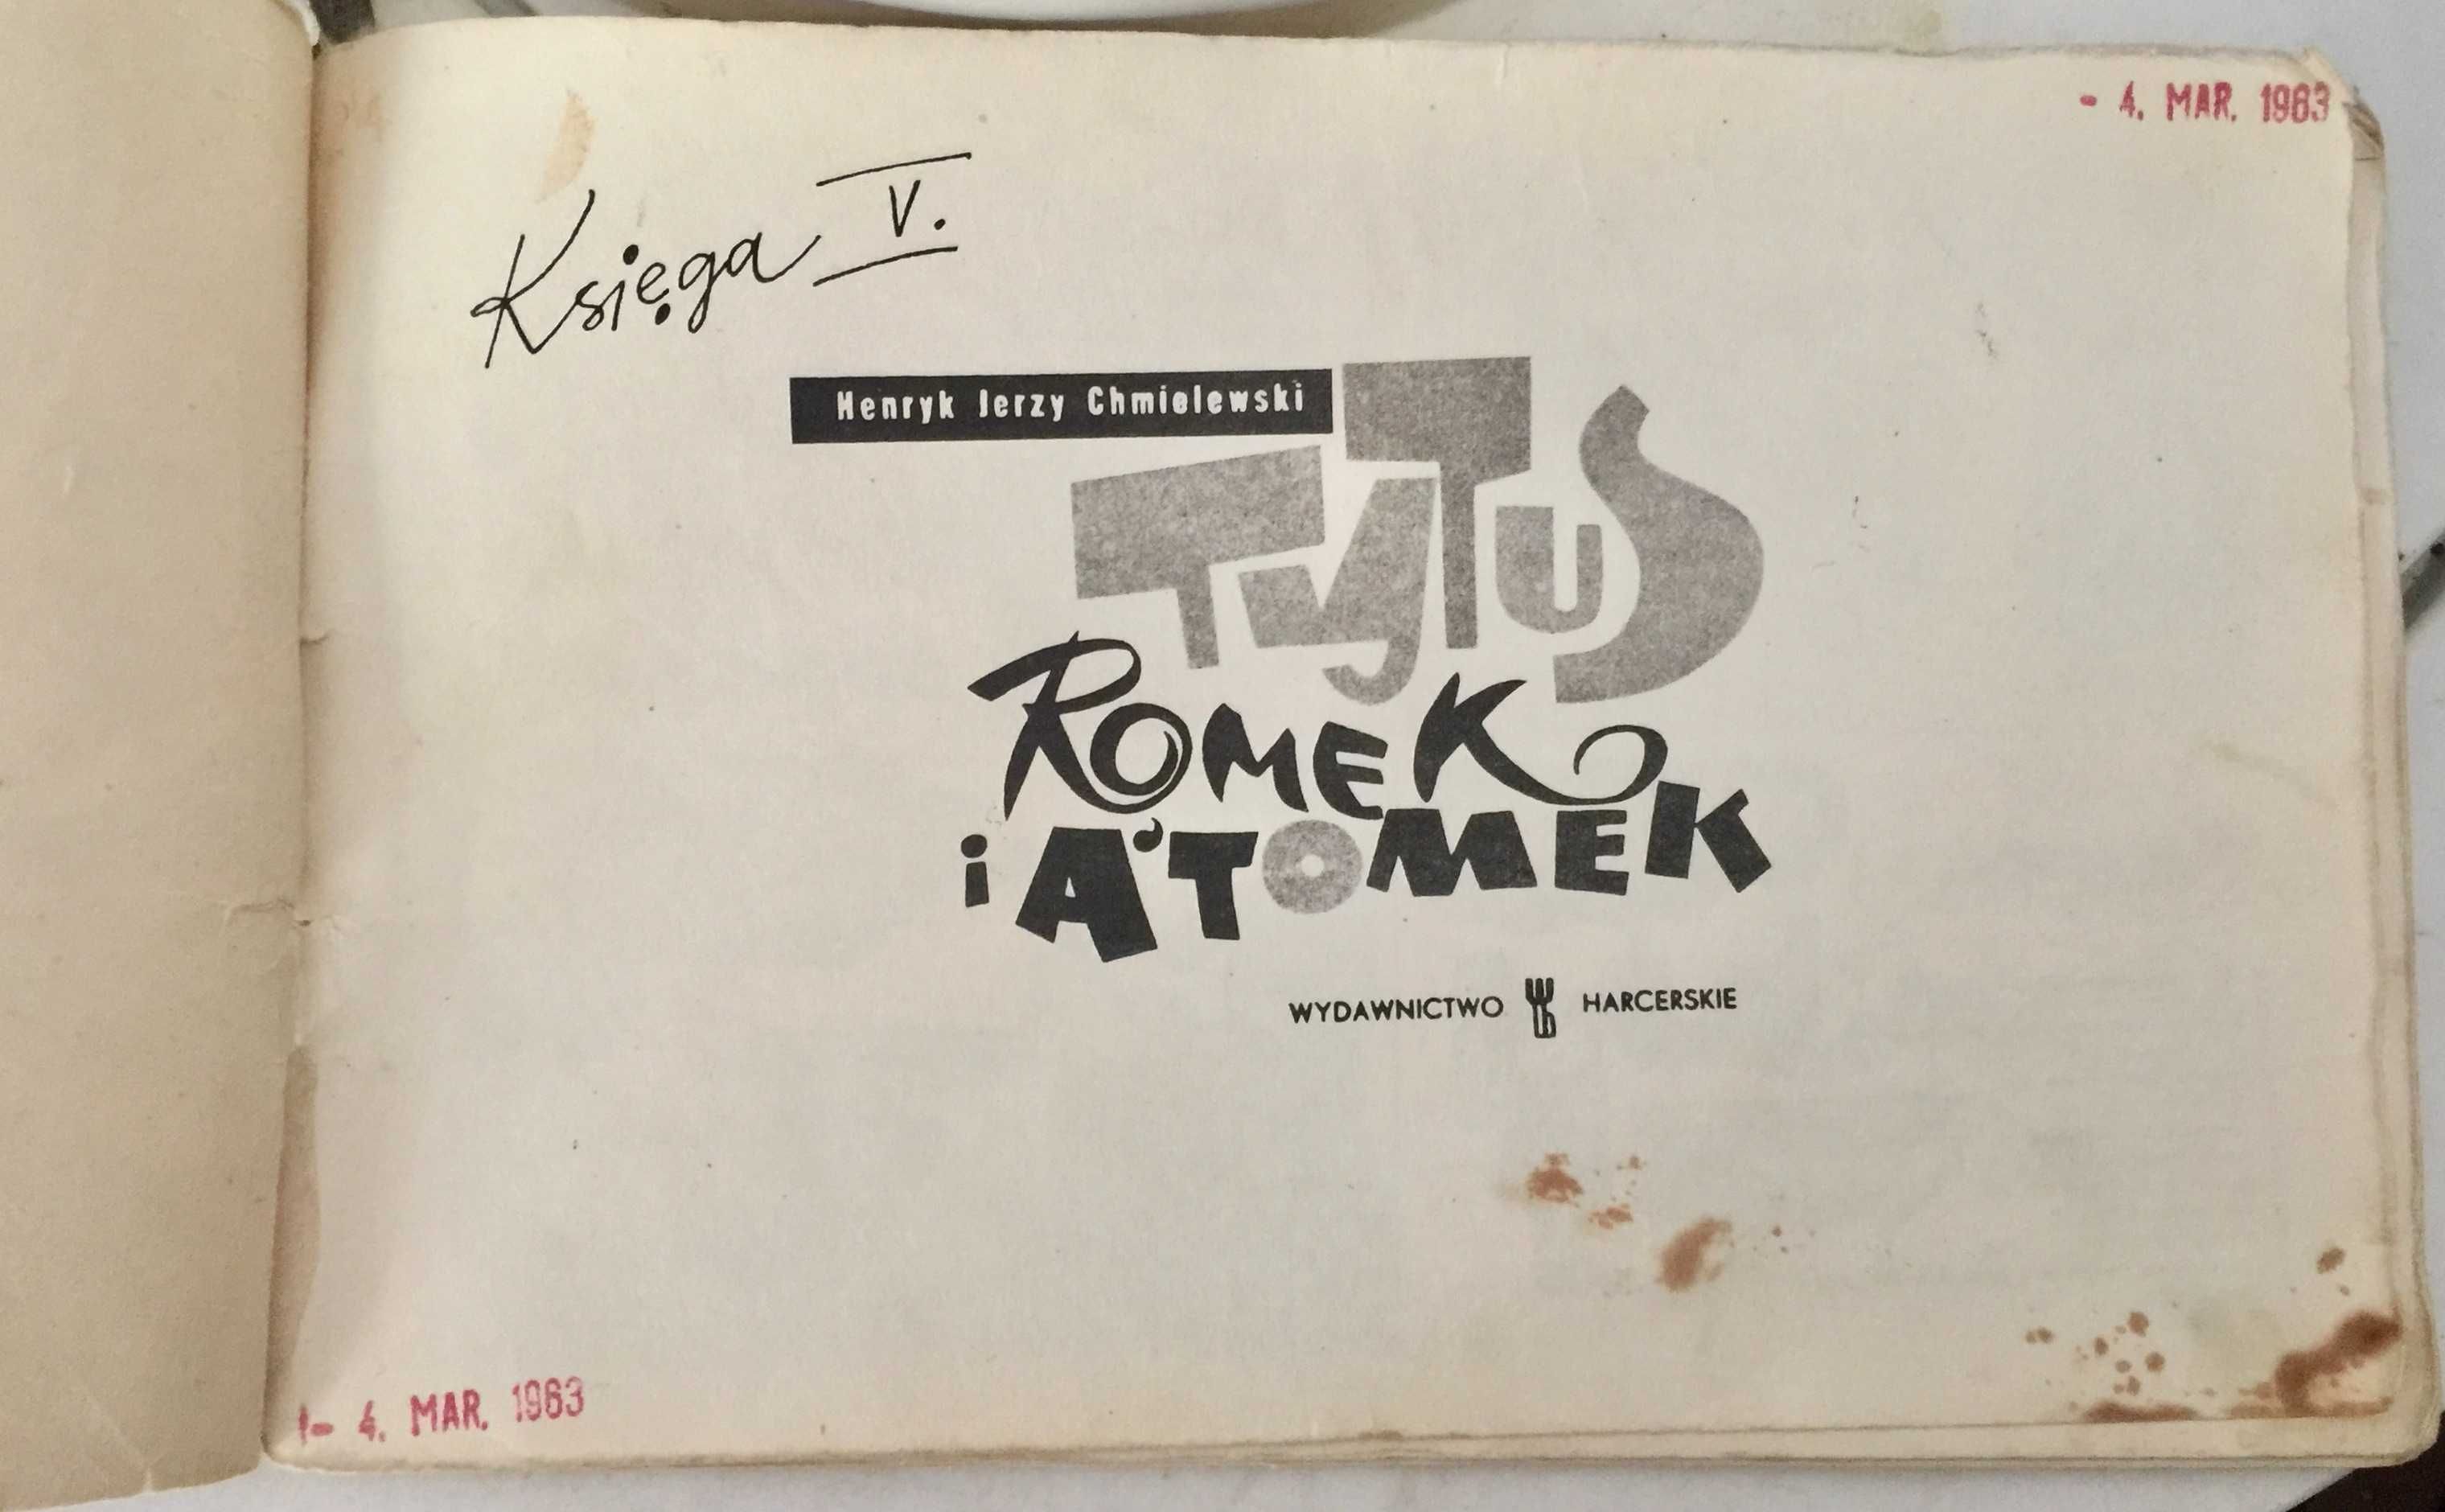 - 4. MAR. 1963
Księga V.
Henryk Jerzy Chmielewski
TYTUS
ROMEK
i A'TOMEK
WYDAWNICTWO HARCERSKIE
- 4. MAR. 1963